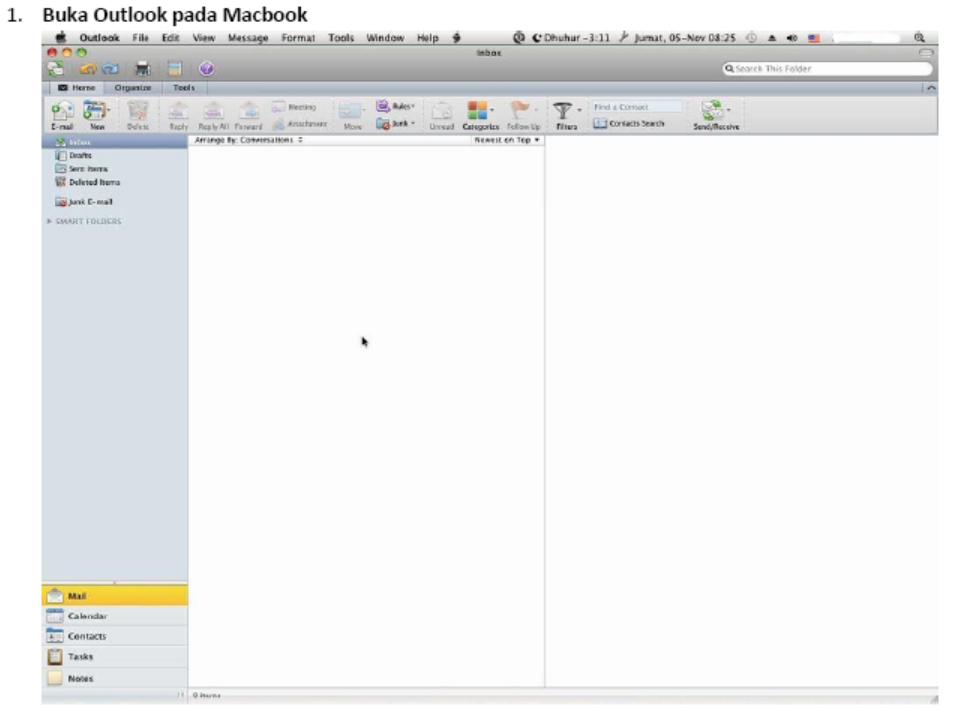 1. Buka Outlook pada Macbook
Outlook File Edit View Message Format Tools Window Help Dhuhur -3:11 Jumat, 05-Nov 08:25
Inbox
Search This Folder
Home Organize Tools
Meeting Rules Find a Contact
Attachment Junk Contacts Search
E-mail New Delete Reply Reply All Forward Move Unread Categorize Follow Up Filters Send/Receive
Inbox Arrange By: Conversations Newest on Top
Drafts
Sent Items
Deleted Items
Junk E-mail
SMART FOLDERS
Mail
Calendar
Contacts
Tasks
Notes
0 items